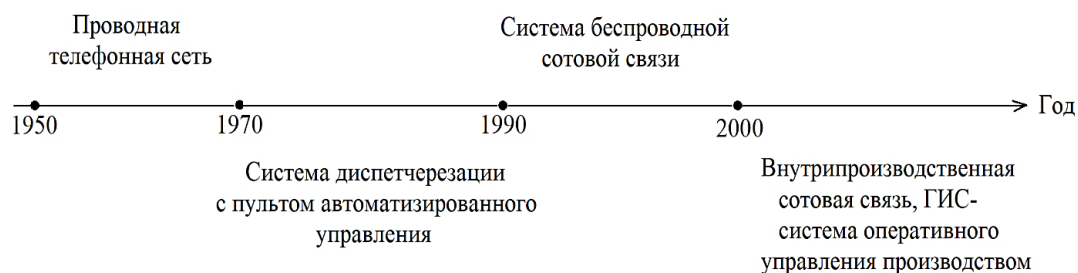 Проводная
телефонная сеть
Система беспроводной
сотовой связи
Год
1950
1970
1990
2000
Система диспетчерезации
с пультом автоматизированного
управления
Внутрипроизводственная
сотовая связь, ГИС-
система оперативного
управления производством